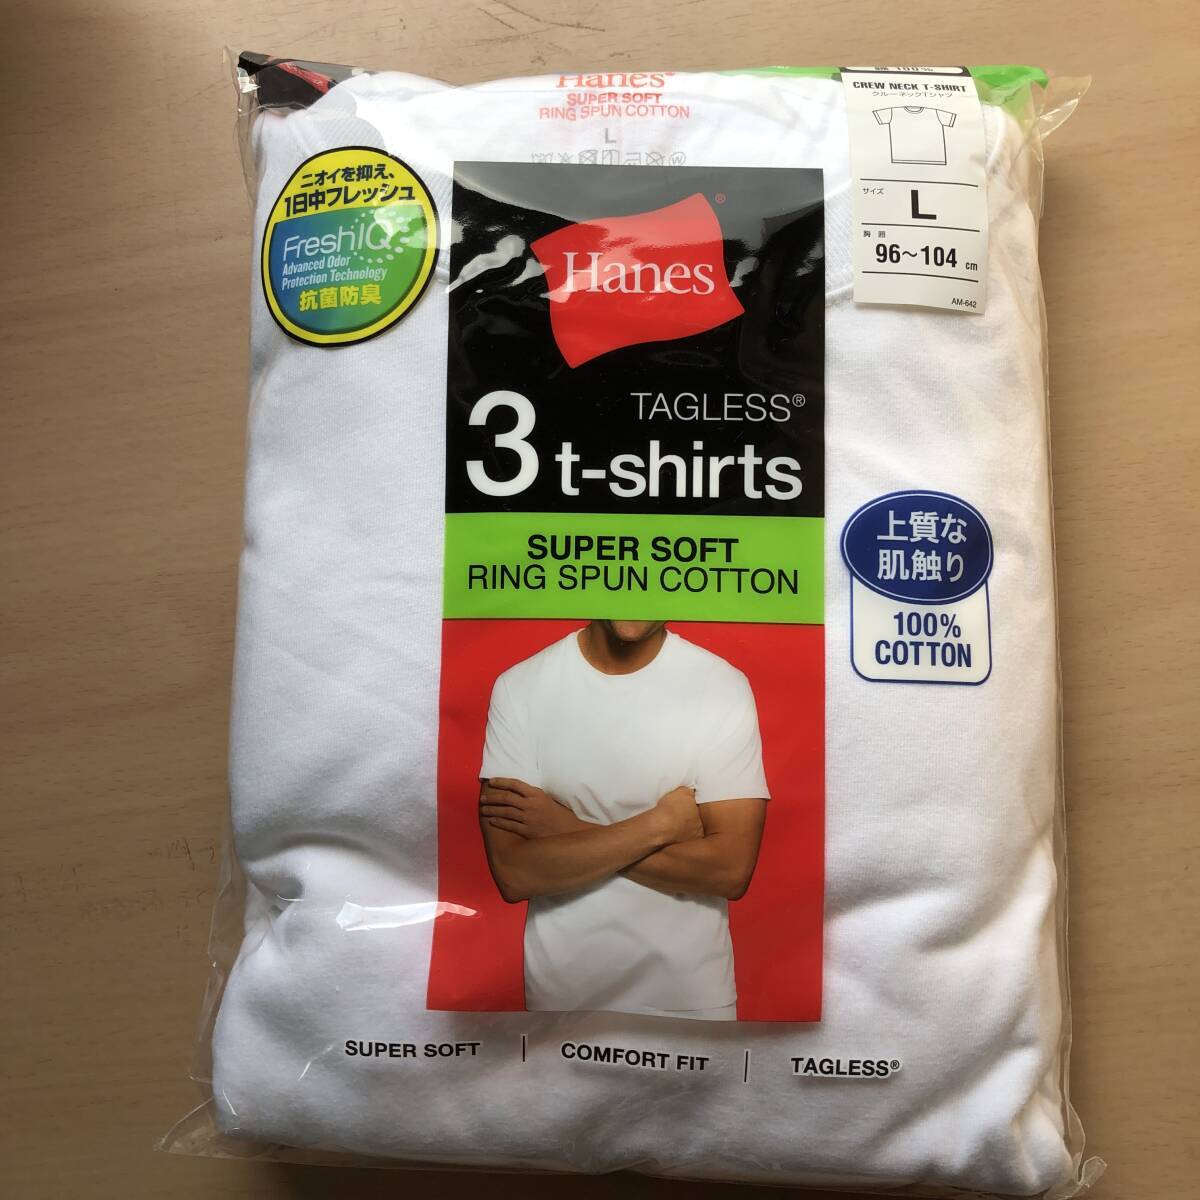 Hanes®
SUPER SOFT
RING SPUN COTTON
L
綿 100%
CREW NECK T-SHIRT
クルーネックTシャツ
サイズ
L
胸囲
96~104 cm
AM-642
ニオイを抑え、
1日中フレッシュ
FreshIQ
Advanced Odor
Protection Technology
抗菌防臭
Hanes®
TAGLESS®
3 t-shirts
SUPER SOFT
RING SPUN COTTON
上質な
肌触り
100%
COTTON
SUPER SOFT | COMFORT FIT | TAGLESS®